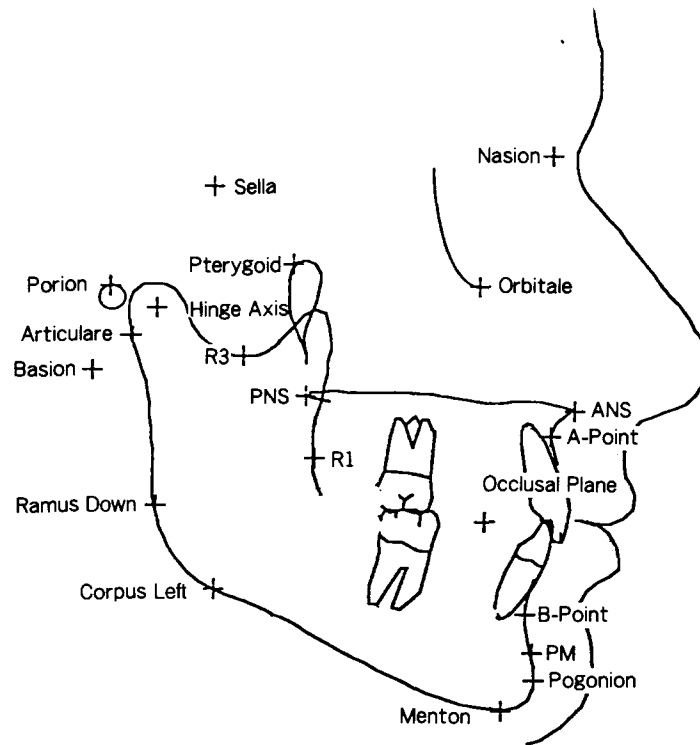 Nasion
Sella
Pterygoid
Porion
Orbitale
Hinge Axis
Articulare
R3
Basion
PNS
ANS
A-Point
R1
Occlusal Plane
Ramus Down
Corpus Left
B-Point
PM
Pogonion
Menton